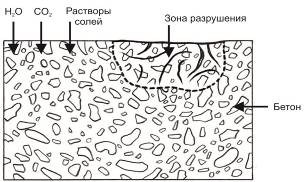 H₂O CO₂ Растворы
солей
Зона разрушения
Бетон